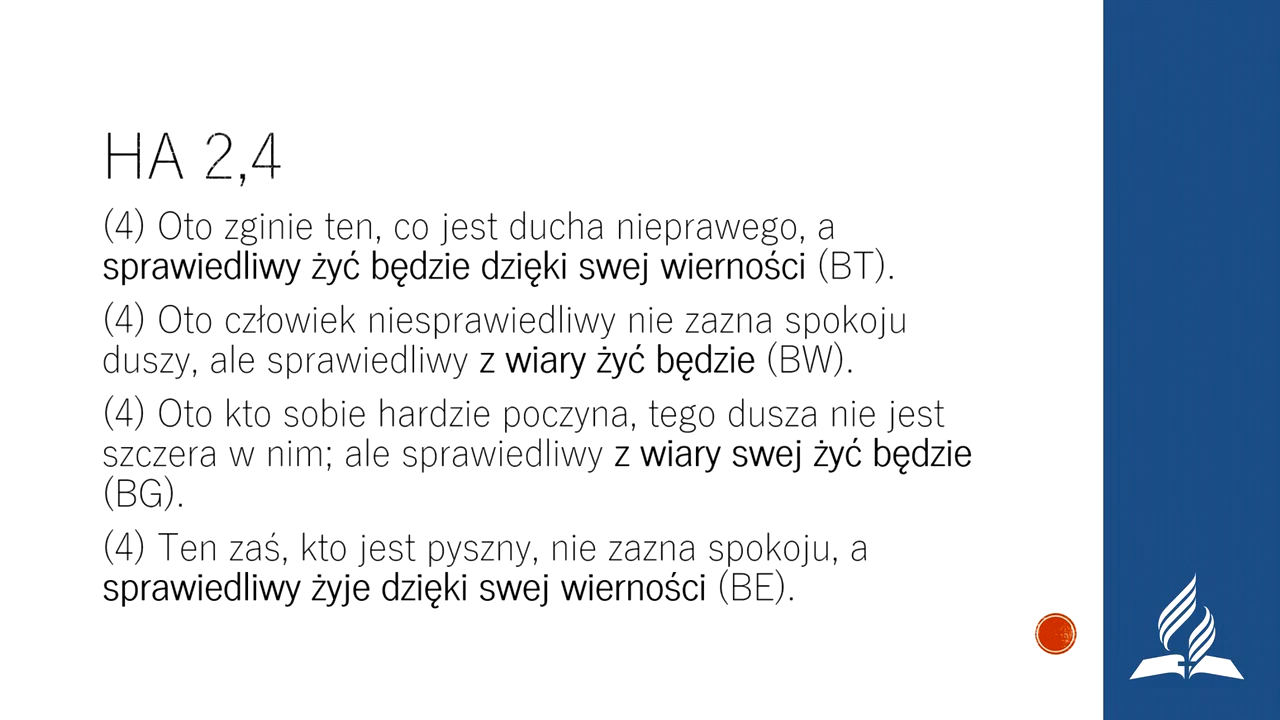 HA 2,4
(4) Oto zginie ten, co jest ducha nieprawego, a
sprawiedliwy żyć będzie dzięki swej wierności (BT).
(4) Oto człowiek niesprawiedliwy nie zazna spokoju
duszy, ale sprawiedliwy z wiary żyć będzie (BW).
(4) Oto kto sobie hardzie poczyna, tego dusza nie jest
szczera w nim; ale sprawiedliwy z wiary swej żyć będzie
(BG).
(4) Ten zaś, kto jest pyszny, nie zazna spokoju, a
sprawiedliwy żyje dzięki swej wierności (BE).